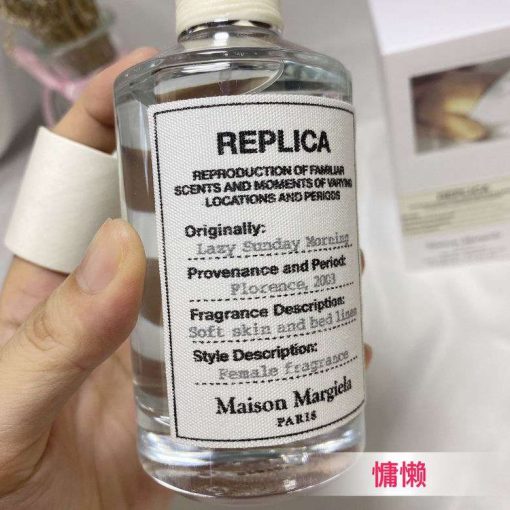 REPLICA
REPRODUCTION OF FAMILIAR
SCENTS AND MOMENTS OF VARYING
LOCATIONS AND PERIODS
Originally:
Lazy Sunday Morning
Provenance and Period:
Florence, 2003
Fragrance Description:
Soft skin and bed linen
Style Description:
Female fragrance
Maison Margiela
PARIS
慵懒